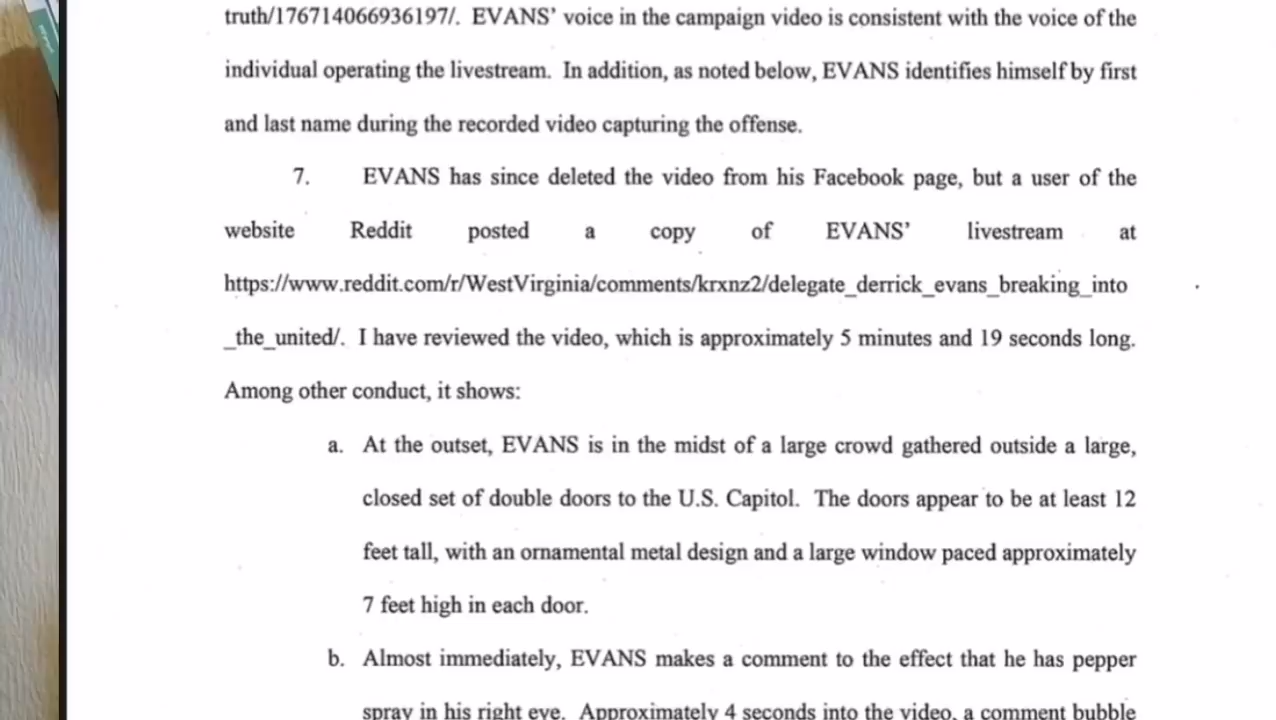 truth/176714066936197/. EVANS' voice in the campaign video is consistent with the voice of the
individual operating the livestream. In addition, as noted below, EVANS identifies himself by first
and last name during the recorded video capturing the offense.
7. EVANS has since deleted the video from his Facebook page, but a user of the
website Reddit posted a copy of EVANS' livestream at
https://www.reddit.com/r/WestVirginia/comments/krxnz2/delegate_derrick_evans_breaking_into
_the_united/. I have reviewed the video, which is approximately 5 minutes and 19 seconds long.
Among other conduct, it shows:
a. At the outset, EVANS is in the midst of a large crowd gathered outside a large,
closed set of double doors to the U.S. Capitol. The doors appear to be at least 12
feet tall, with an ornamental metal design and a large window paced approximately
7 feet high in each door.
b. Almost immediately, EVANS makes a comment to the effect that he has pepper
spray in his right eye. Approximately 4 seconds into the video, a comment bubble